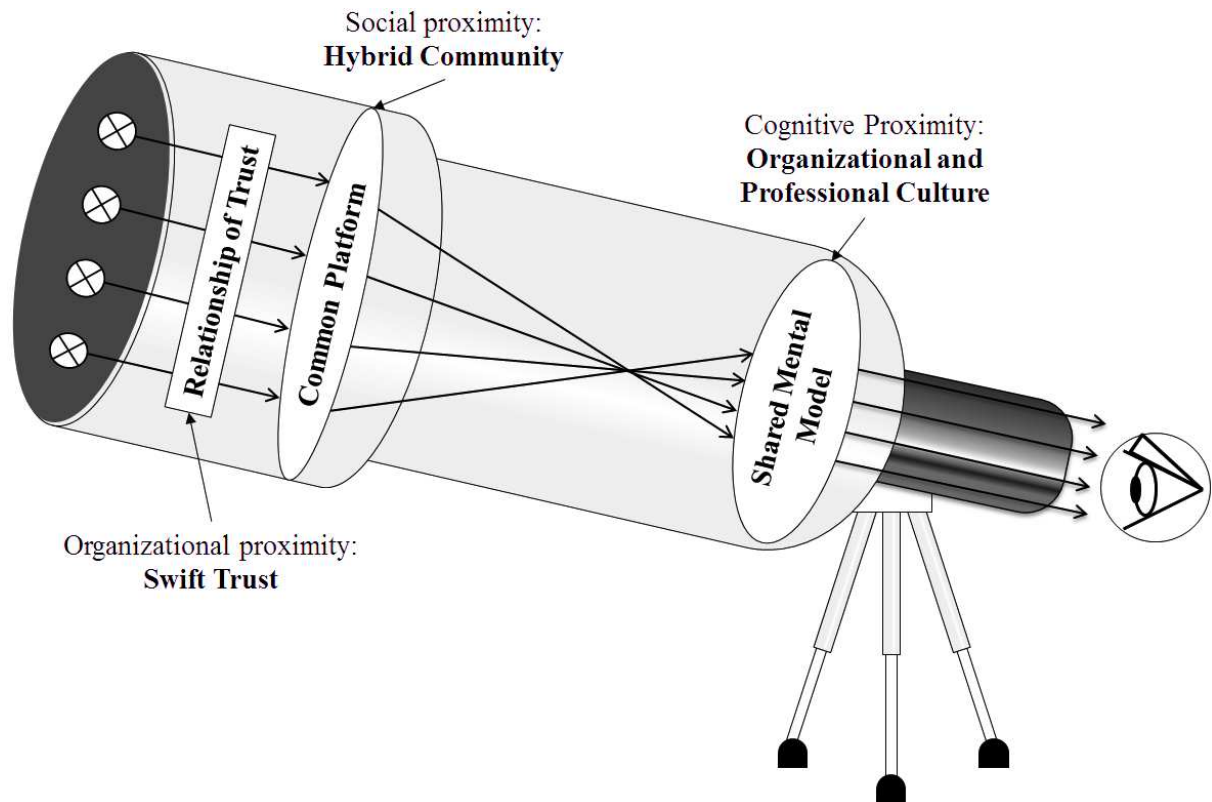 Social proximity:
Hybrid Community
Cognitive Proximity:
Organizational and
Professional Culture
Relationship of Trust
Common Platform
Shared Mental
Model
Organizational proximity:
Swift Trust